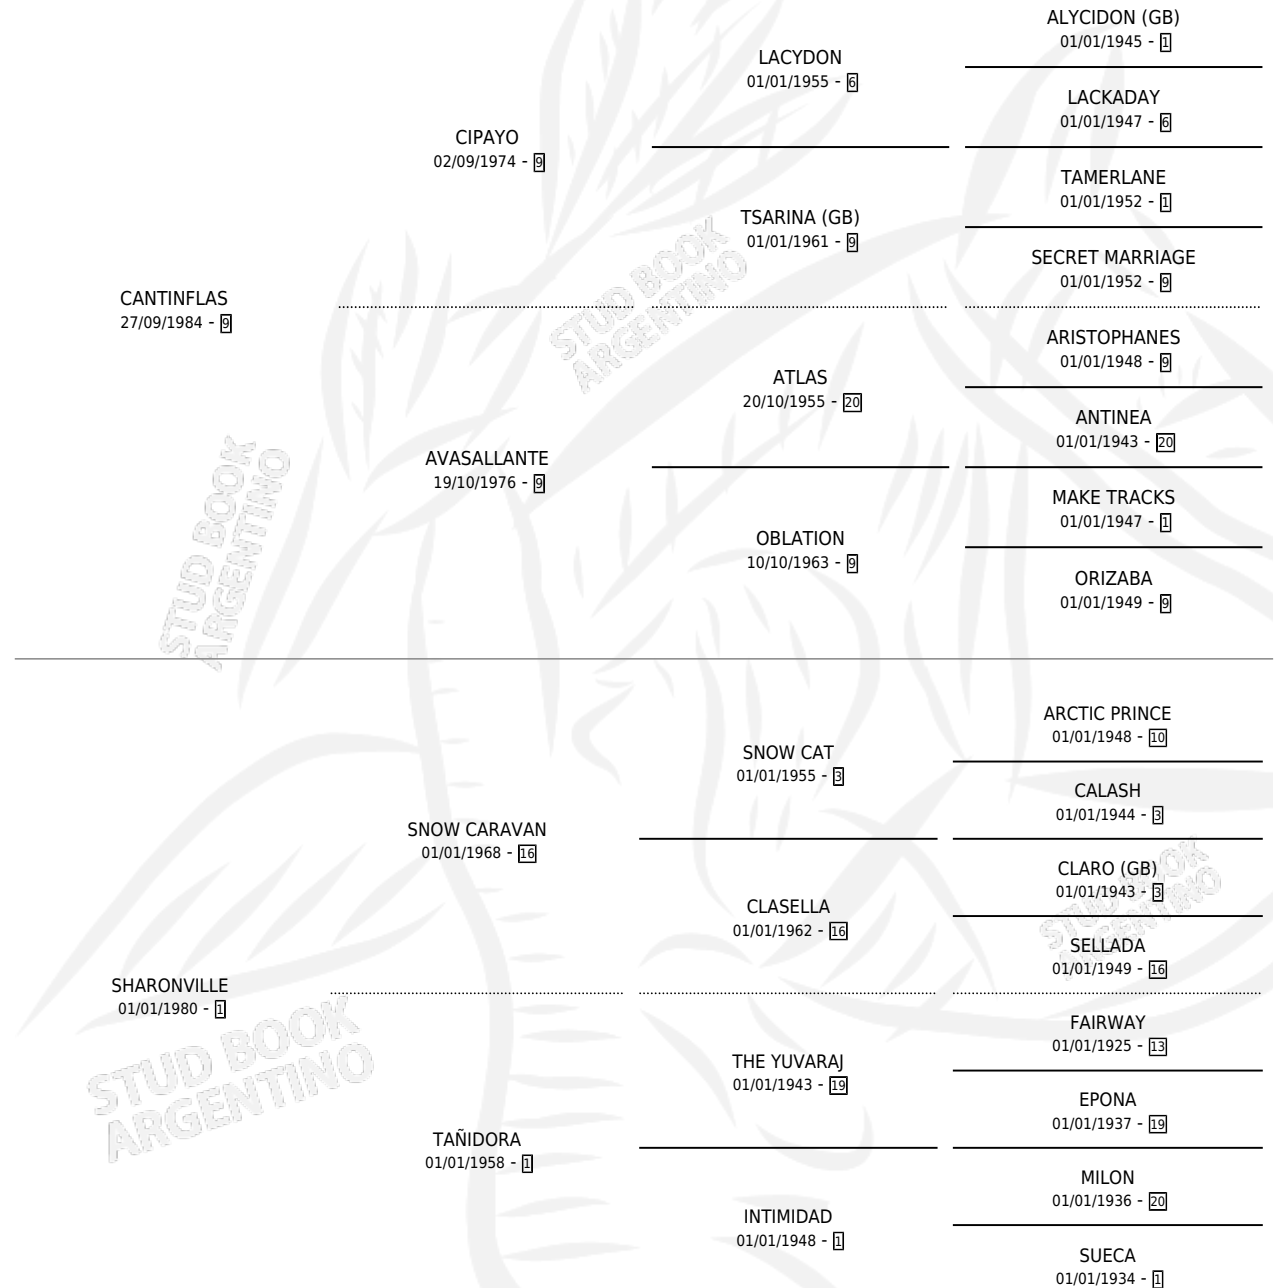 ALYCIDON (GB)
01/01/1945 - 1
LACYDON
01/01/1955 - 6
LACKADAY
01/01/1947 - 6
CIPAYO
02/09/1974 - 9
TAMERLANE
01/01/1952 - 1
TSARINA (GB)
01/01/1961 - 9
SECRET MARRIAGE
01/01/1952 - 9
CANTINFLAS
27/09/1984 - 9
STUD BOOK
ARGENTINO
ARISTOPHANES
01/01/1948 - 9
ATLAS
20/10/1955 - 20
ANTINEA
01/01/1943 - 20
AVASALLANTE
19/10/1976 - 9
MAKE TRACKS
01/01/1947 - 1
OBLATION
10/10/1963 - 9
ORIZABA
01/01/1949 - 9
STUD BOOK
ARGENTINO
ARCTIC PRINCE
01/01/1948 - 10
SNOW CAT
01/01/1955 - 3
CALASH
01/01/1944 - 3
SNOW CARAVAN
01/01/1968 - 16
CLARO (GB)
01/01/1943 - 3
CLASELLA
01/01/1962 - 16
SELLADA
01/01/1949 - 16
STUD BOOK
ARGENTINO
SHARONVILLE
01/01/1980 - 1
STUD BOOK
ARGENTINO
FAIRWAY
01/01/1925 - 13
THE YUVARAJ
01/01/1943 - 19
EPONA
01/01/1937 - 19
TAÑIDORA
01/01/1958 - 1
MILON
01/01/1936 - 20
INTIMIDAD
01/01/1948 - 1
SUECA
01/01/1934 - 1